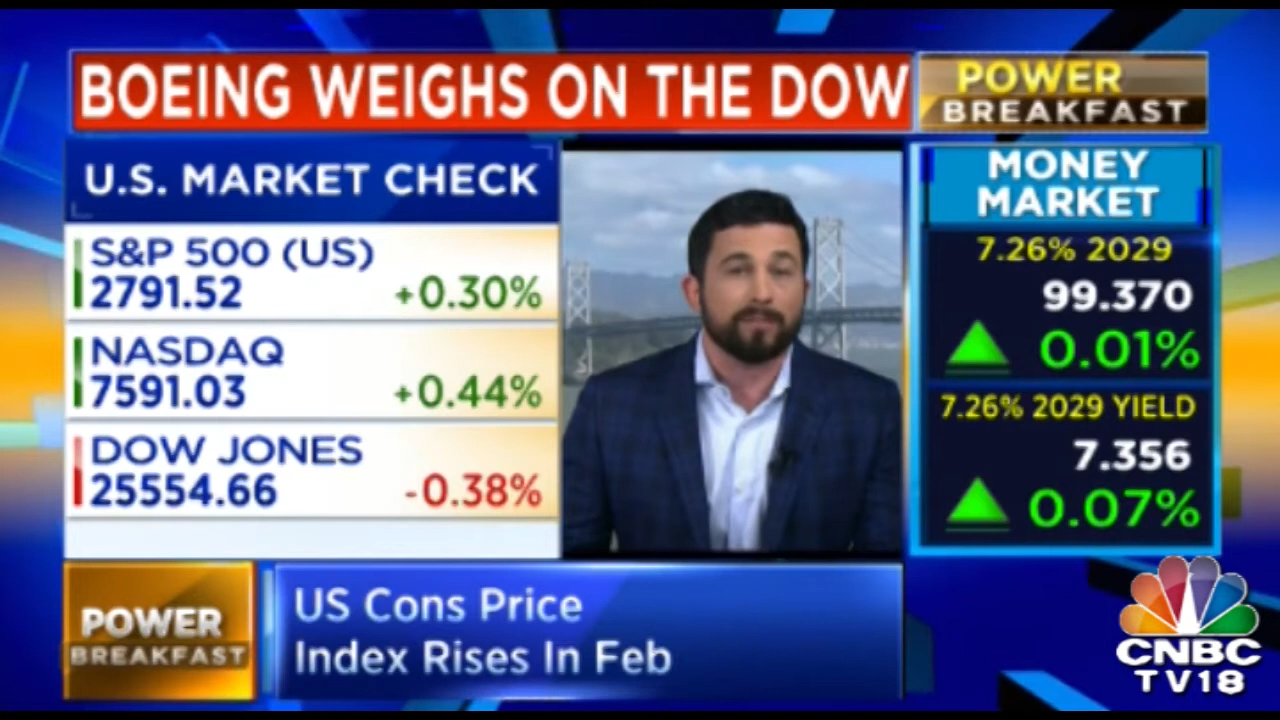 BOEING WEIGHS ON THE DOW
POWER
BREAKFAST
U.S. MARKET CHECK
S&P 500 (US)
2791.52 +0.30%
NASDAQ
7591.03 +0.44%
DOW JONES
25554.66 -0.38%
MONEY
MARKET
7.26% 2029
99.370
0.01%
7.26% 2029 YIELD
7.356
0.07%
POWER
BREAKFAST
US Cons Price
Index Rises In Feb
CNBC
TV18